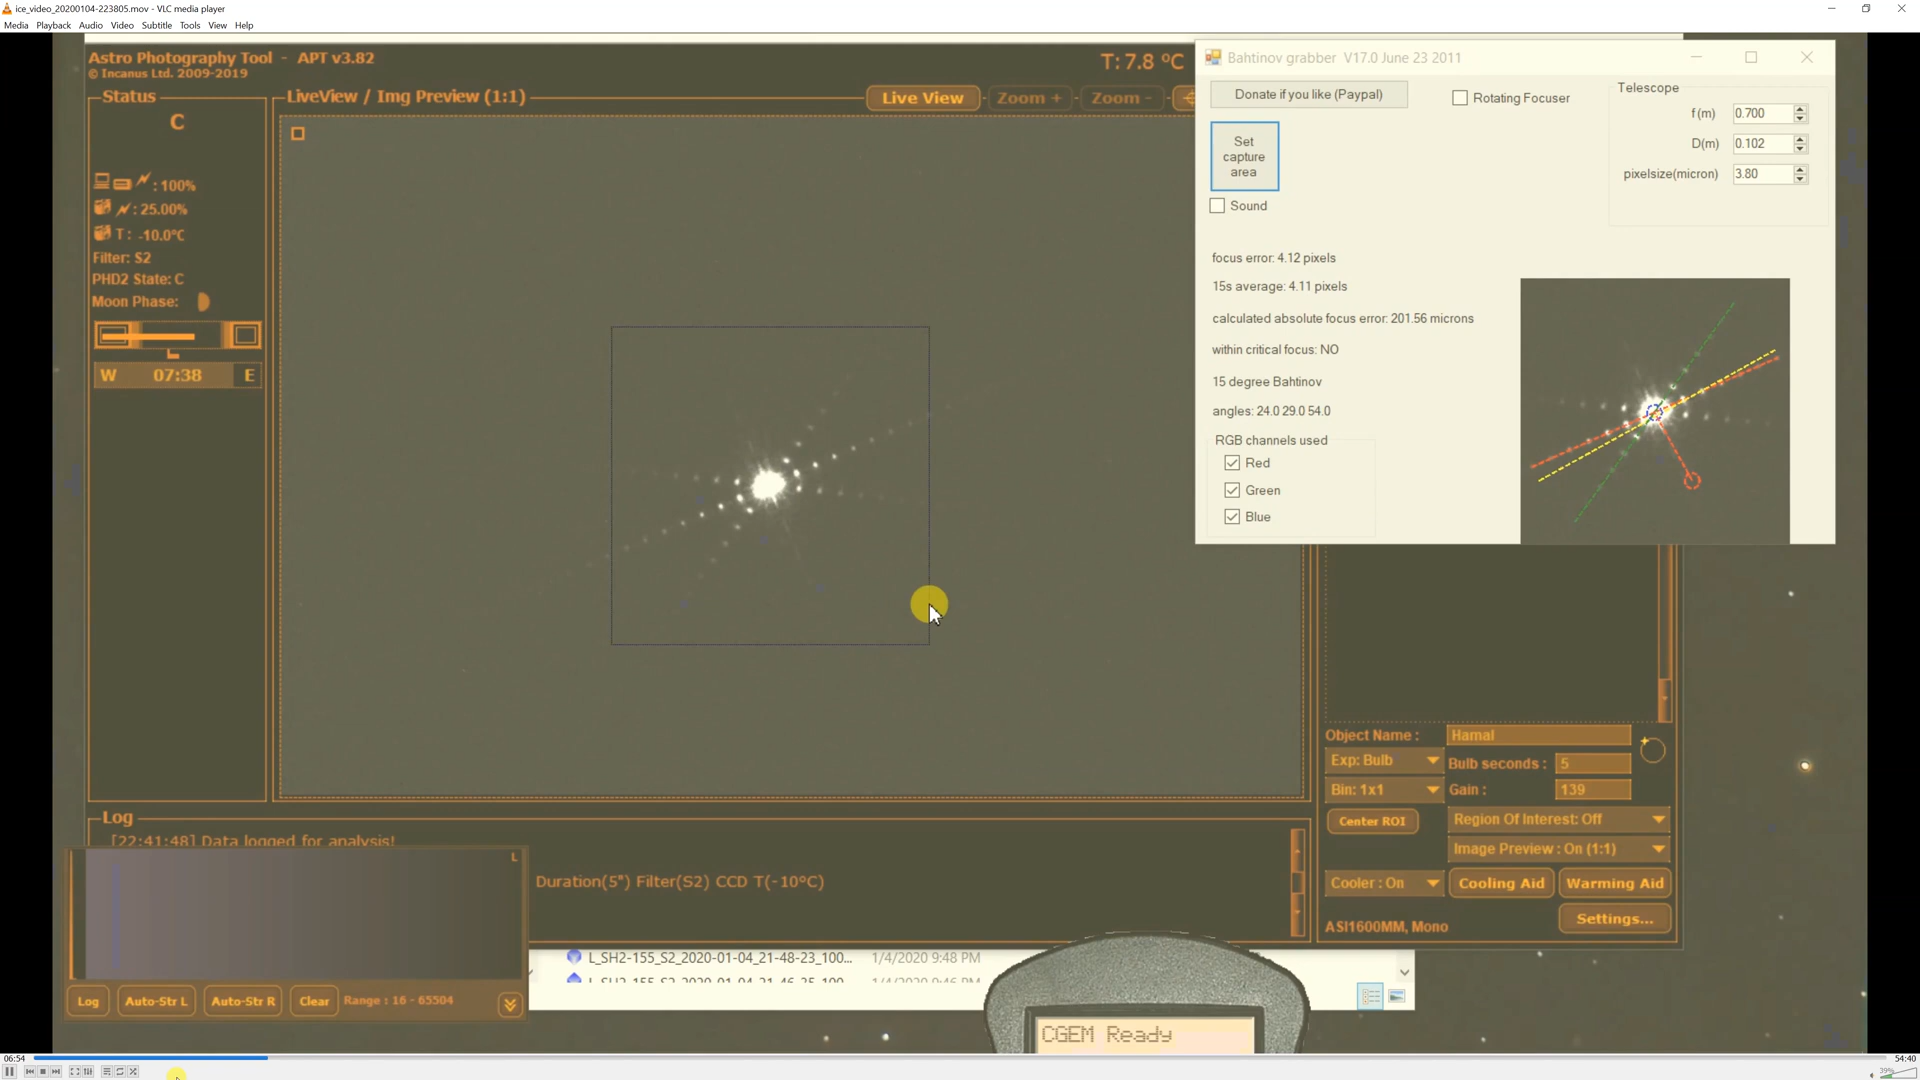 ice_video_20200104-223805.mov - VLC media player
Media Playback Audio Video Subtitle Tools View Help
Astro Photography Tool - APT v3.82
© Incanus Ltd. 2009-2019
T: 7.8 ºC
Status
C
: 100%
: 25.00%
T: -10.0ºC
Filter: S2
PHD2 State: C
Moon Phase:
W 07:38 E
LiveView / Img Preview (1:1)
Live View
Zoom +
Zoom -
Bahtinov grabber V17.0 June 23 2011
Donate if you like (Paypal)
Rotating Focuser
Telescope
f(m) 0.700
D(m) 0.102
pixelsize(micron) 3.80
Set
capture
area
Sound
focus error: 4.12 pixels
15s average: 4.11 pixels
calculated absolute focus error: 201.56 microns
within critical focus: NO
15 degree Bahtinov
angles: 24.0 29.0 54.0
RGB channels used
Red
Green
Blue
Object Name : Hamal
Exp: Bulb
Bulb seconds : 5
Bin: 1x1
Gain : 139
Center ROI
Region Of Interest: Off
Image Preview : On (1:1)
Cooler : On
Cooling Aid
Warming Aid
ASI1600MM, Mono
Settings...
Log
[22:41:48] Data logged for analysis!
Duration(5") Filter(S2) CCD T(-10ºC)
L
Log
Auto-Str L
Auto-Str R
Clear
Range : 16 - 65504
L_SH2-155_S2_2020-01-04_21-48-23_100... 1/4/2020 9:48 PM
CGEM Ready
06:54
54:40
39%